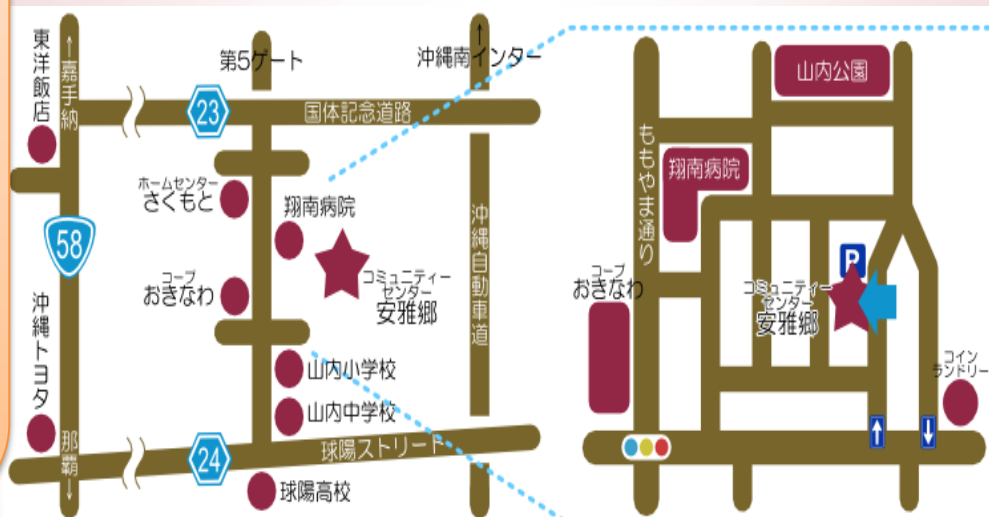 東洋飯店
←嘉手納
58
沖縄トヨタ
那覇→
第5ゲート
沖縄南インター→
23
国体記念道路
ホームセンター
さくもと
翔南病院
コープ
おきなわ
コミュニティー
センター
安雅郷
沖縄自動車道
山内小学校
山内中学校
球陽ストリート
24
球陽高校
山内公園
ももやま通り
翔南病院
コープ
おきなわ
P
コミュニティー
センター
安雅郷
コイン
ランドリー